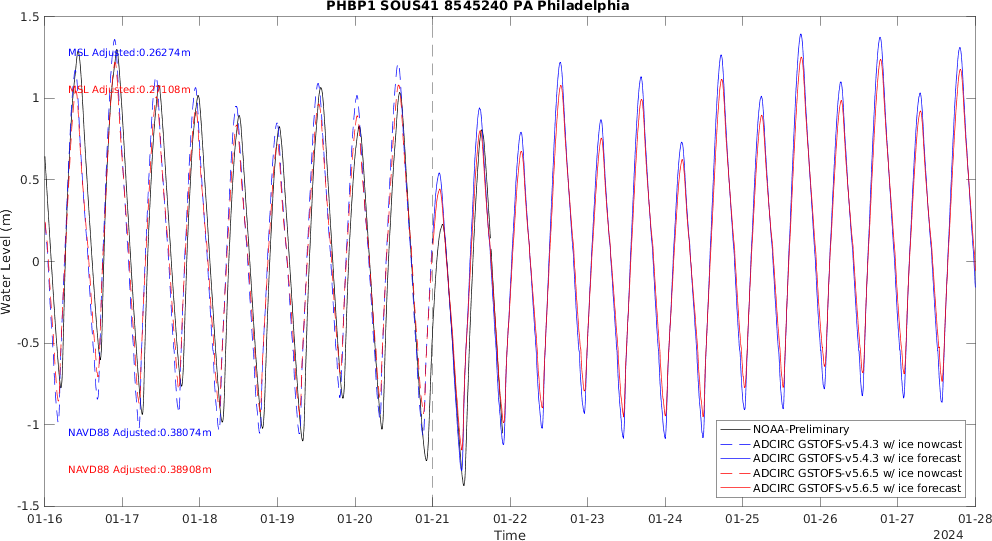 PHBP1 SOUS41 8545240 PA Philadelphia
1.5
1
0.5
0
-0.5
-1
-1.5
Water Level (m)
MSL Adjusted:0.26274m
MSL Adjusted:0.27108m
NAVD88 Adjusted:0.38074m
NAVD88 Adjusted:0.38908m
NOAA-Preliminary
ADCIRC GSTOFS-v5.4.3 w/ ice nowcast
ADCIRC GSTOFS-v5.4.3 w/ ice forecast
ADCIRC GSTOFS-v5.6.5 w/ ice nowcast
ADCIRC GSTOFS-v5.6.5 w/ ice forecast
01-16 01-17 01-18 01-19 01-20 01-21 01-22 01-23 01-24 01-25 01-26 01-27 01-28
Time
2024